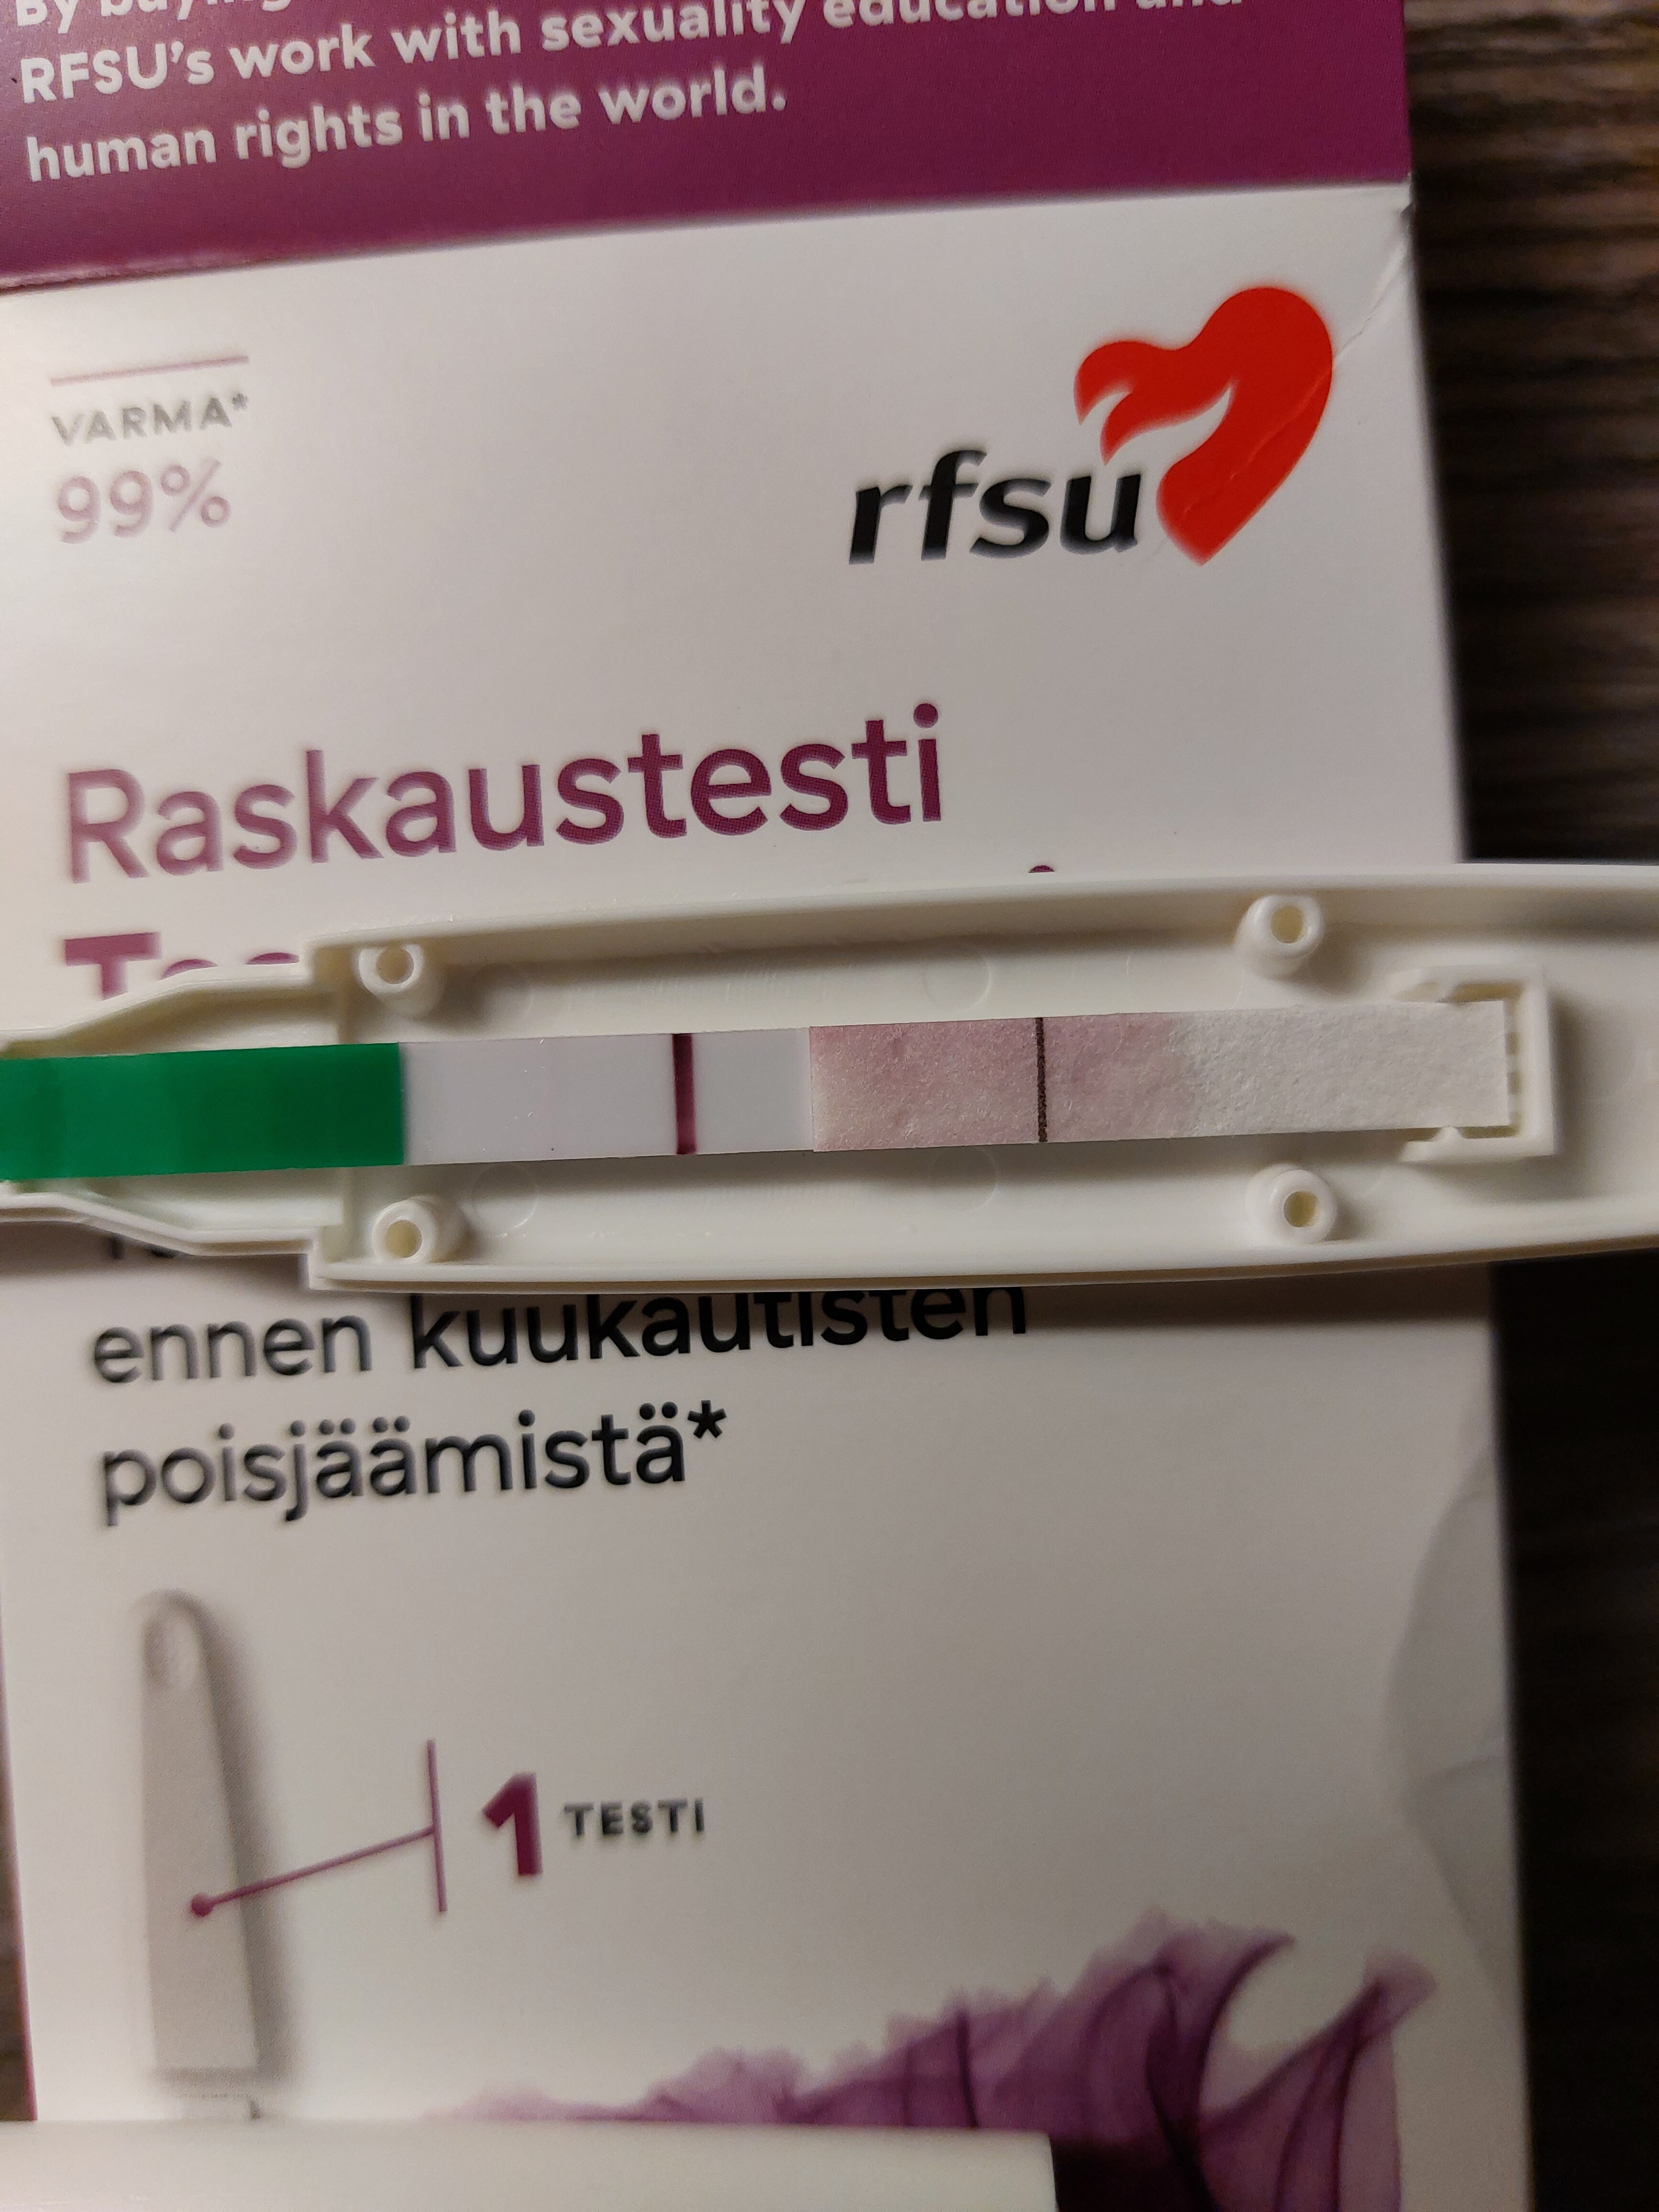 RFSU's work with sexuality education and
human rights in the world.
VARMA*
99%
rfsu
Raskaustesti
ennen kuukautisten
poisjäämistä*
1 TESTI